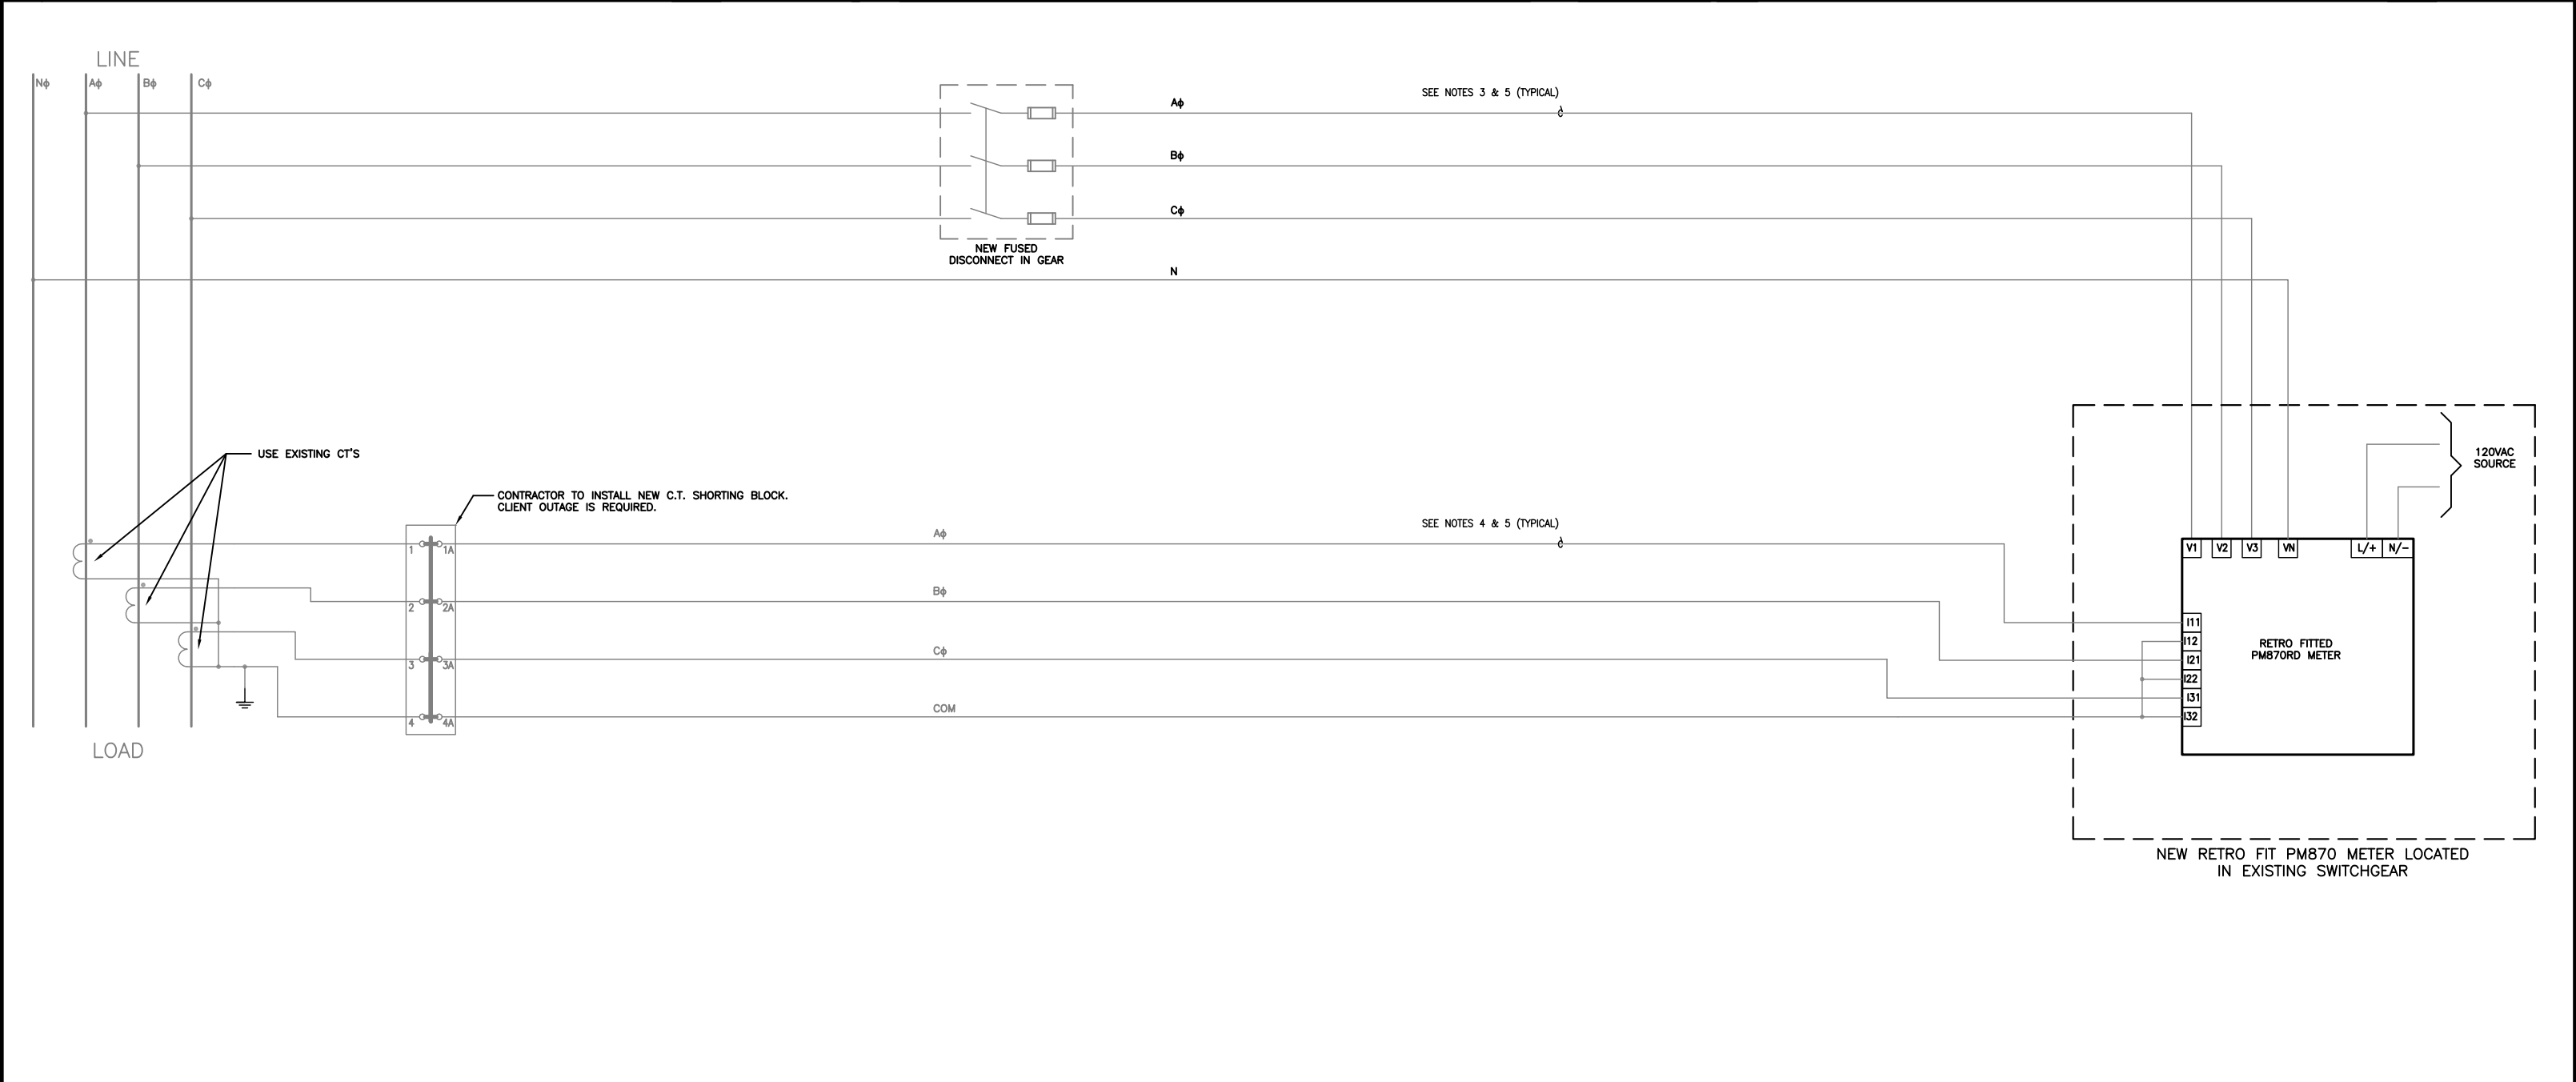 LINE
Nϕ
Aϕ
Bϕ
Cϕ
Aϕ
SEE NOTES 3 & 5 (TYPICAL)
Bϕ
Cϕ
NEW FUSED
DISCONNECT IN GEAR
N
USE EXISTING CT'S
CONTRACTOR TO INSTALL NEW C.T. SHORTING BLOCK.
CLIENT OUTAGE IS REQUIRED.
120VAC
SOURCE
SEE NOTES 4 & 5 (TYPICAL)
Aϕ
1
1A
V1
V2
V3
VN
L/+
N/−
Bϕ
2
2A
I11
I12
I21
I22
I31
I32
RETRO FITTED
PM870RD METER
Cϕ
3
3A
COM
4
4A
LOAD
NEW RETRO FIT PM870 METER LOCATED
IN EXISTING SWITCHGEAR